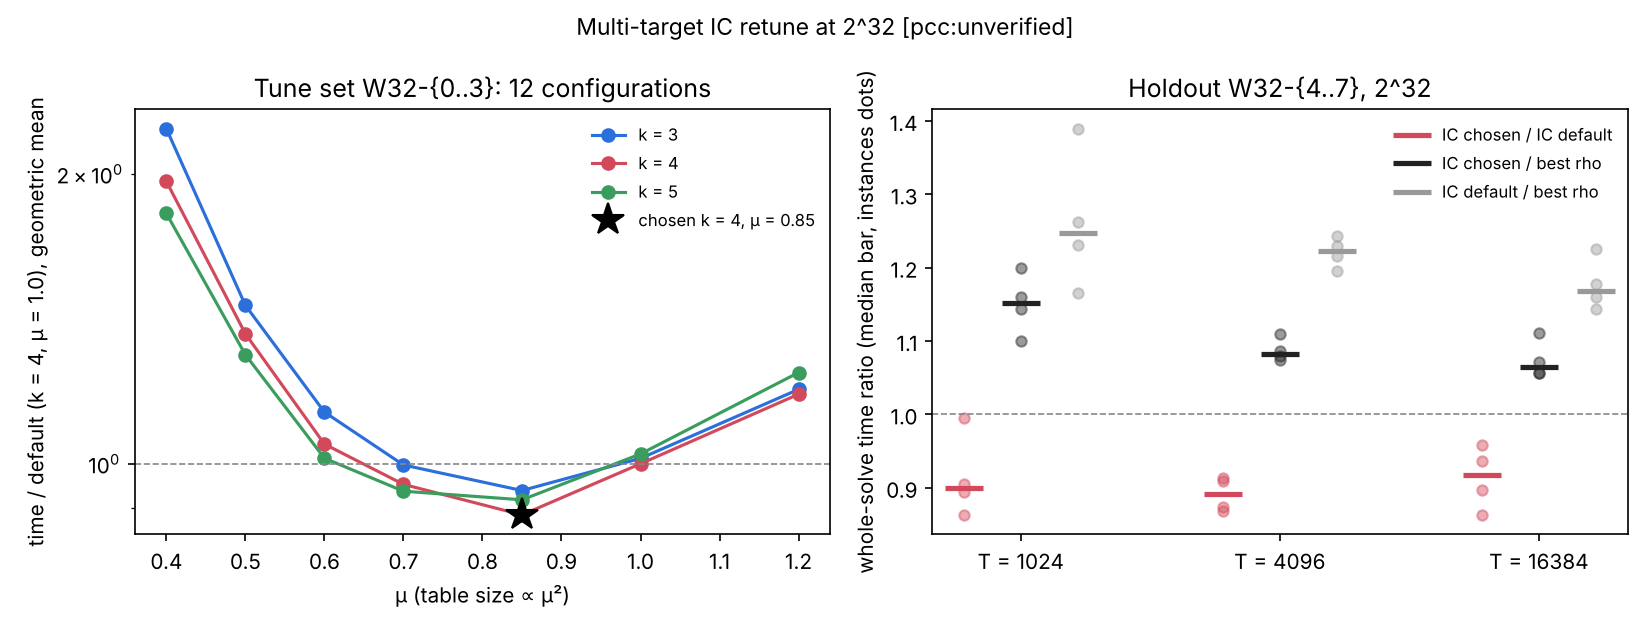 Multi-target IC retune at 2^32 [pcc:unverified]
Tune set W32-{0..3}: 12 configurations
time / default (k = 4, μ = 1.0), geometric mean
2 × 10⁰
10⁰
k = 3
k = 4
k = 5
chosen k = 4, μ = 0.85
0.4 0.5 0.6 0.7 0.8 0.9 1.0 1.1 1.2
μ (table size ∝ μ²)
Holdout W32-{4..7}, 2^32
whole-solve time ratio (median bar, instances dots)
1.4
1.3
1.2
1.1
1.0
0.9
IC chosen / IC default
IC chosen / best rho
IC default / best rho
T = 1024 T = 4096 T = 16384